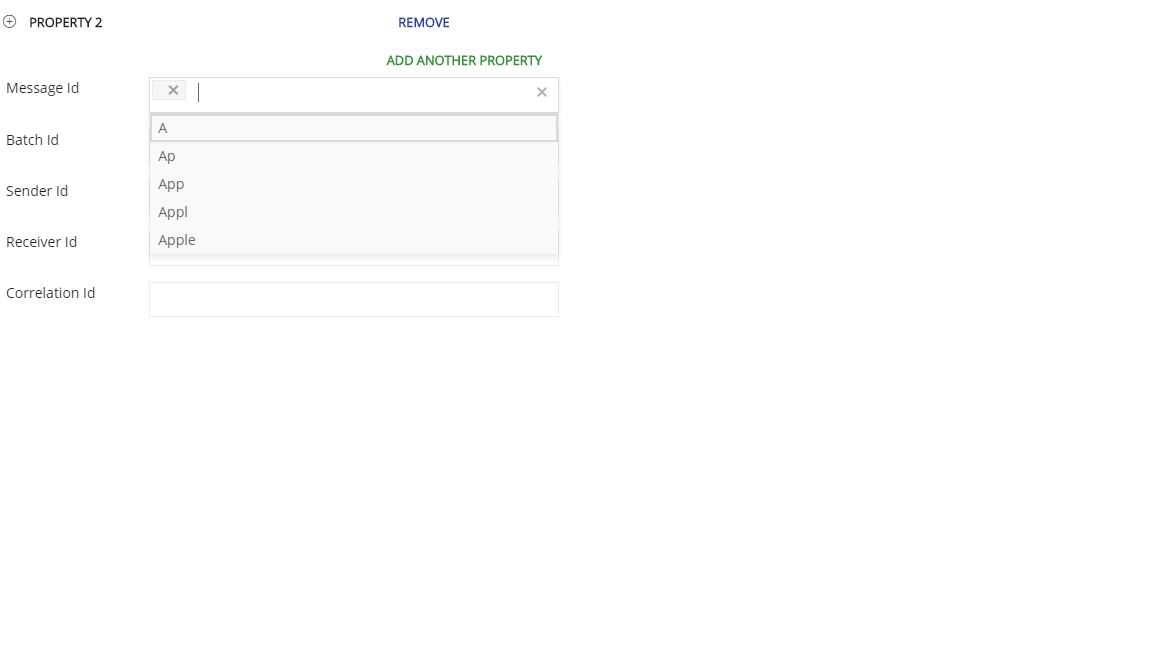 PROPERTY 2 REMOVE
ADD ANOTHER PROPERTY
Message Id
A
Batch Id
Ap
App
Sender Id
Appl
Receiver Id
Apple
Correlation Id